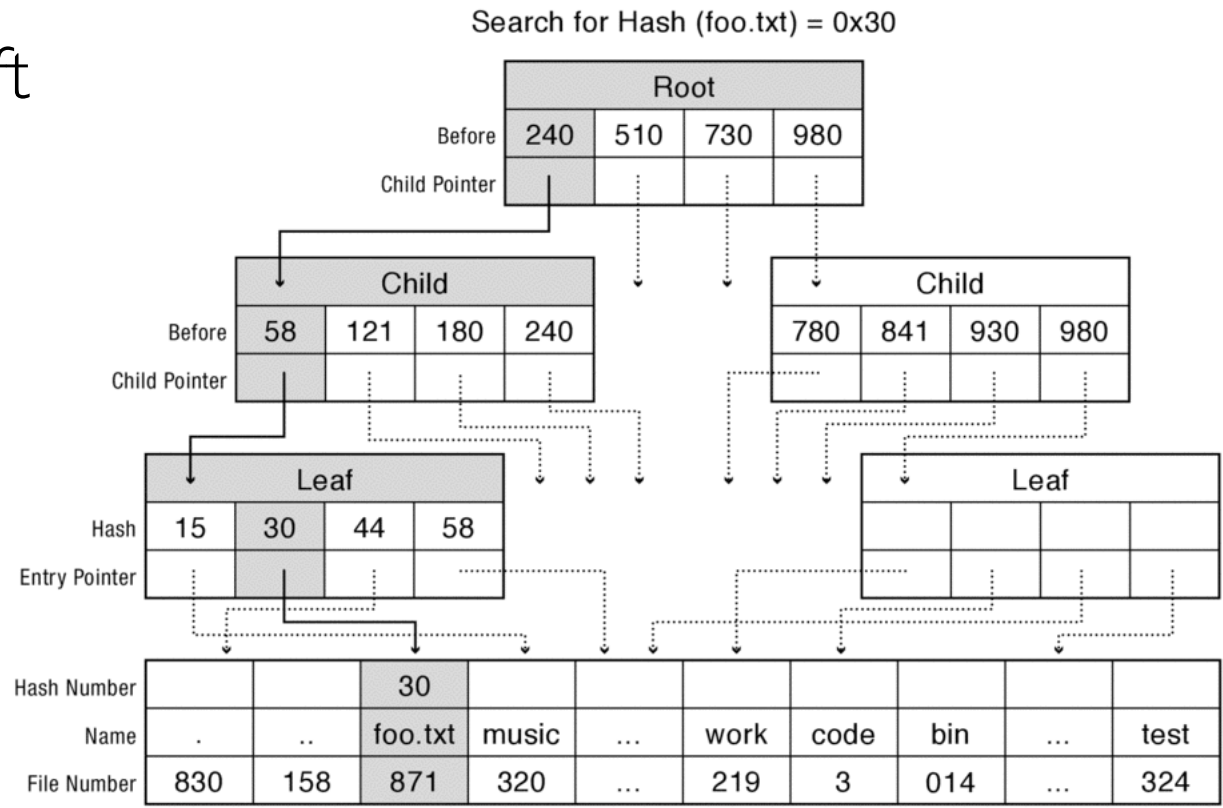 ft
Search for Hash (foo.txt) = 0x30
Root
Before 240 510 730 980
Child Pointer
Child Child
Before 58 121 180 240 780 841 930 980
Child Pointer
Leaf Leaf
Hash 15 30 44 58
Entry Pointer
Hash Number 30
Name . .. foo.txt music ... work code bin ... test
File Number 830 158 871 320 ... 219 3 014 ... 324